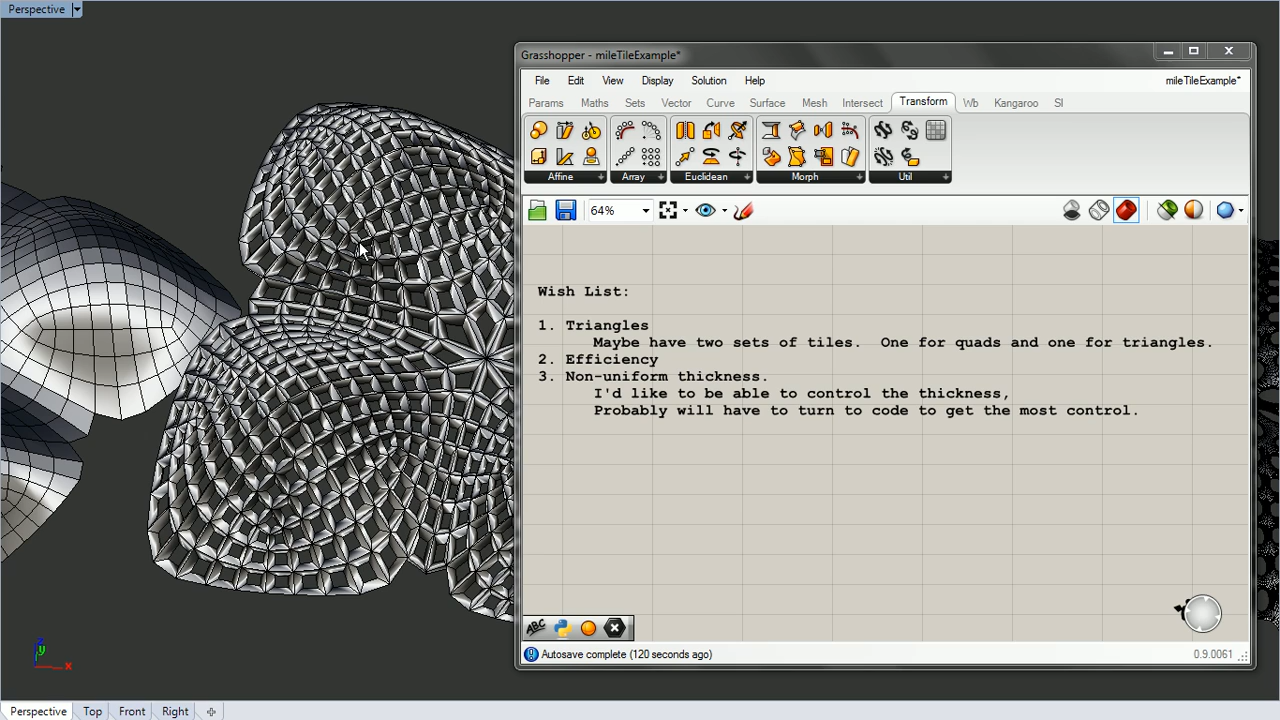 Perspective
Grasshopper - mileTileExample*
File Edit View Display Solution Help mileTileExample*
Params Maths Sets Vector Curve Surface Mesh Intersect Transform Wb Kangaroo SI
Affine Array Euclidean Morph Util
64%
Wish List:
1. Triangles
Maybe have two sets of tiles. One for quads and one for triangles.
2. Efficiency
3. Non-uniform thickness.
I'd like to be able to control the thickness,
Probably will have to turn to code to get the most control.
ABC
Autosave complete (120 seconds ago) 0.9.0061
z
y
x
Perspective Top Front Right